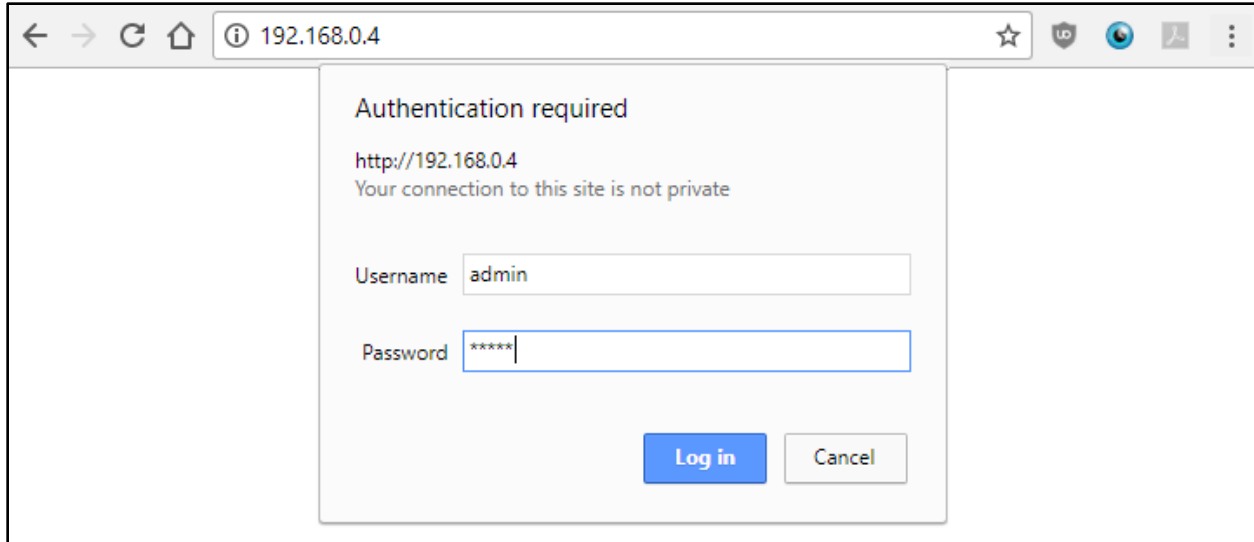 192.168.0.4
Authentication required
http://192.168.0.4
Your connection to this site is not private
Username admin
Password *****
Log in Cancel